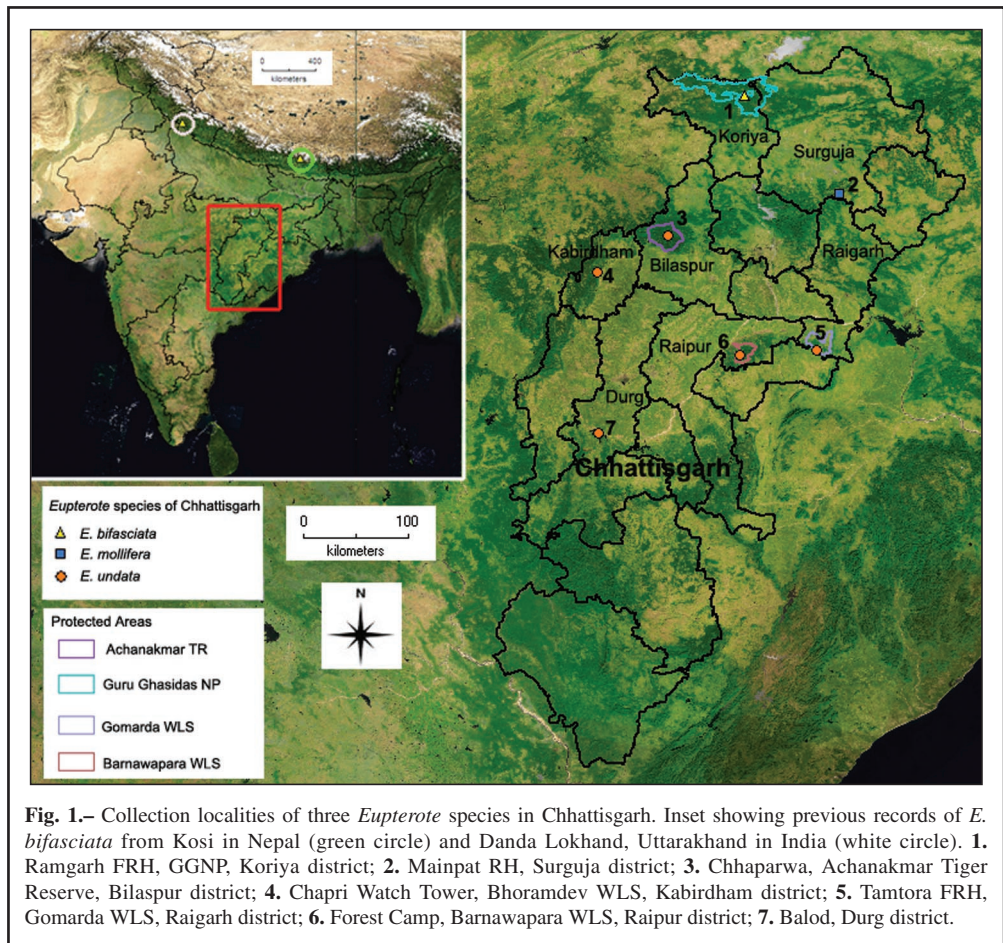 0 400
kilometers
1
Koriya
Surguja
2
3
Kabirdham
Bilaspur
Raigarh
4
5
Raipur 6
Durg
7
Chhattisgarh
Eupterote species of Chhattisgarh
E. bifasciata
E. mollifera
E. undata
0 100
kilometers
N
Protected Areas
Achanakmar TR
Guru Ghasidas NP
Gomarda WLS
Barnawapara WLS
Fig. 1.– Collection localities of three Eupterote species in Chhattisgarh. Inset showing previous records of E.
bifasciata from Kosi in Nepal (green circle) and Danda Lokhand, Uttarakhand in India (white circle). 1.
Ramgarh FRH, GGNP, Koriya district; 2. Mainpat RH, Surguja district; 3. Chhaparwa, Achanakmar Tiger
Reserve, Bilaspur district; 4. Chapri Watch Tower, Bhoramdev WLS, Kabirdham district; 5. Tamtora FRH,
Gomarda WLS, Raigarh district; 6. Forest Camp, Barnawapara WLS, Raipur district; 7. Balod, Durg district.